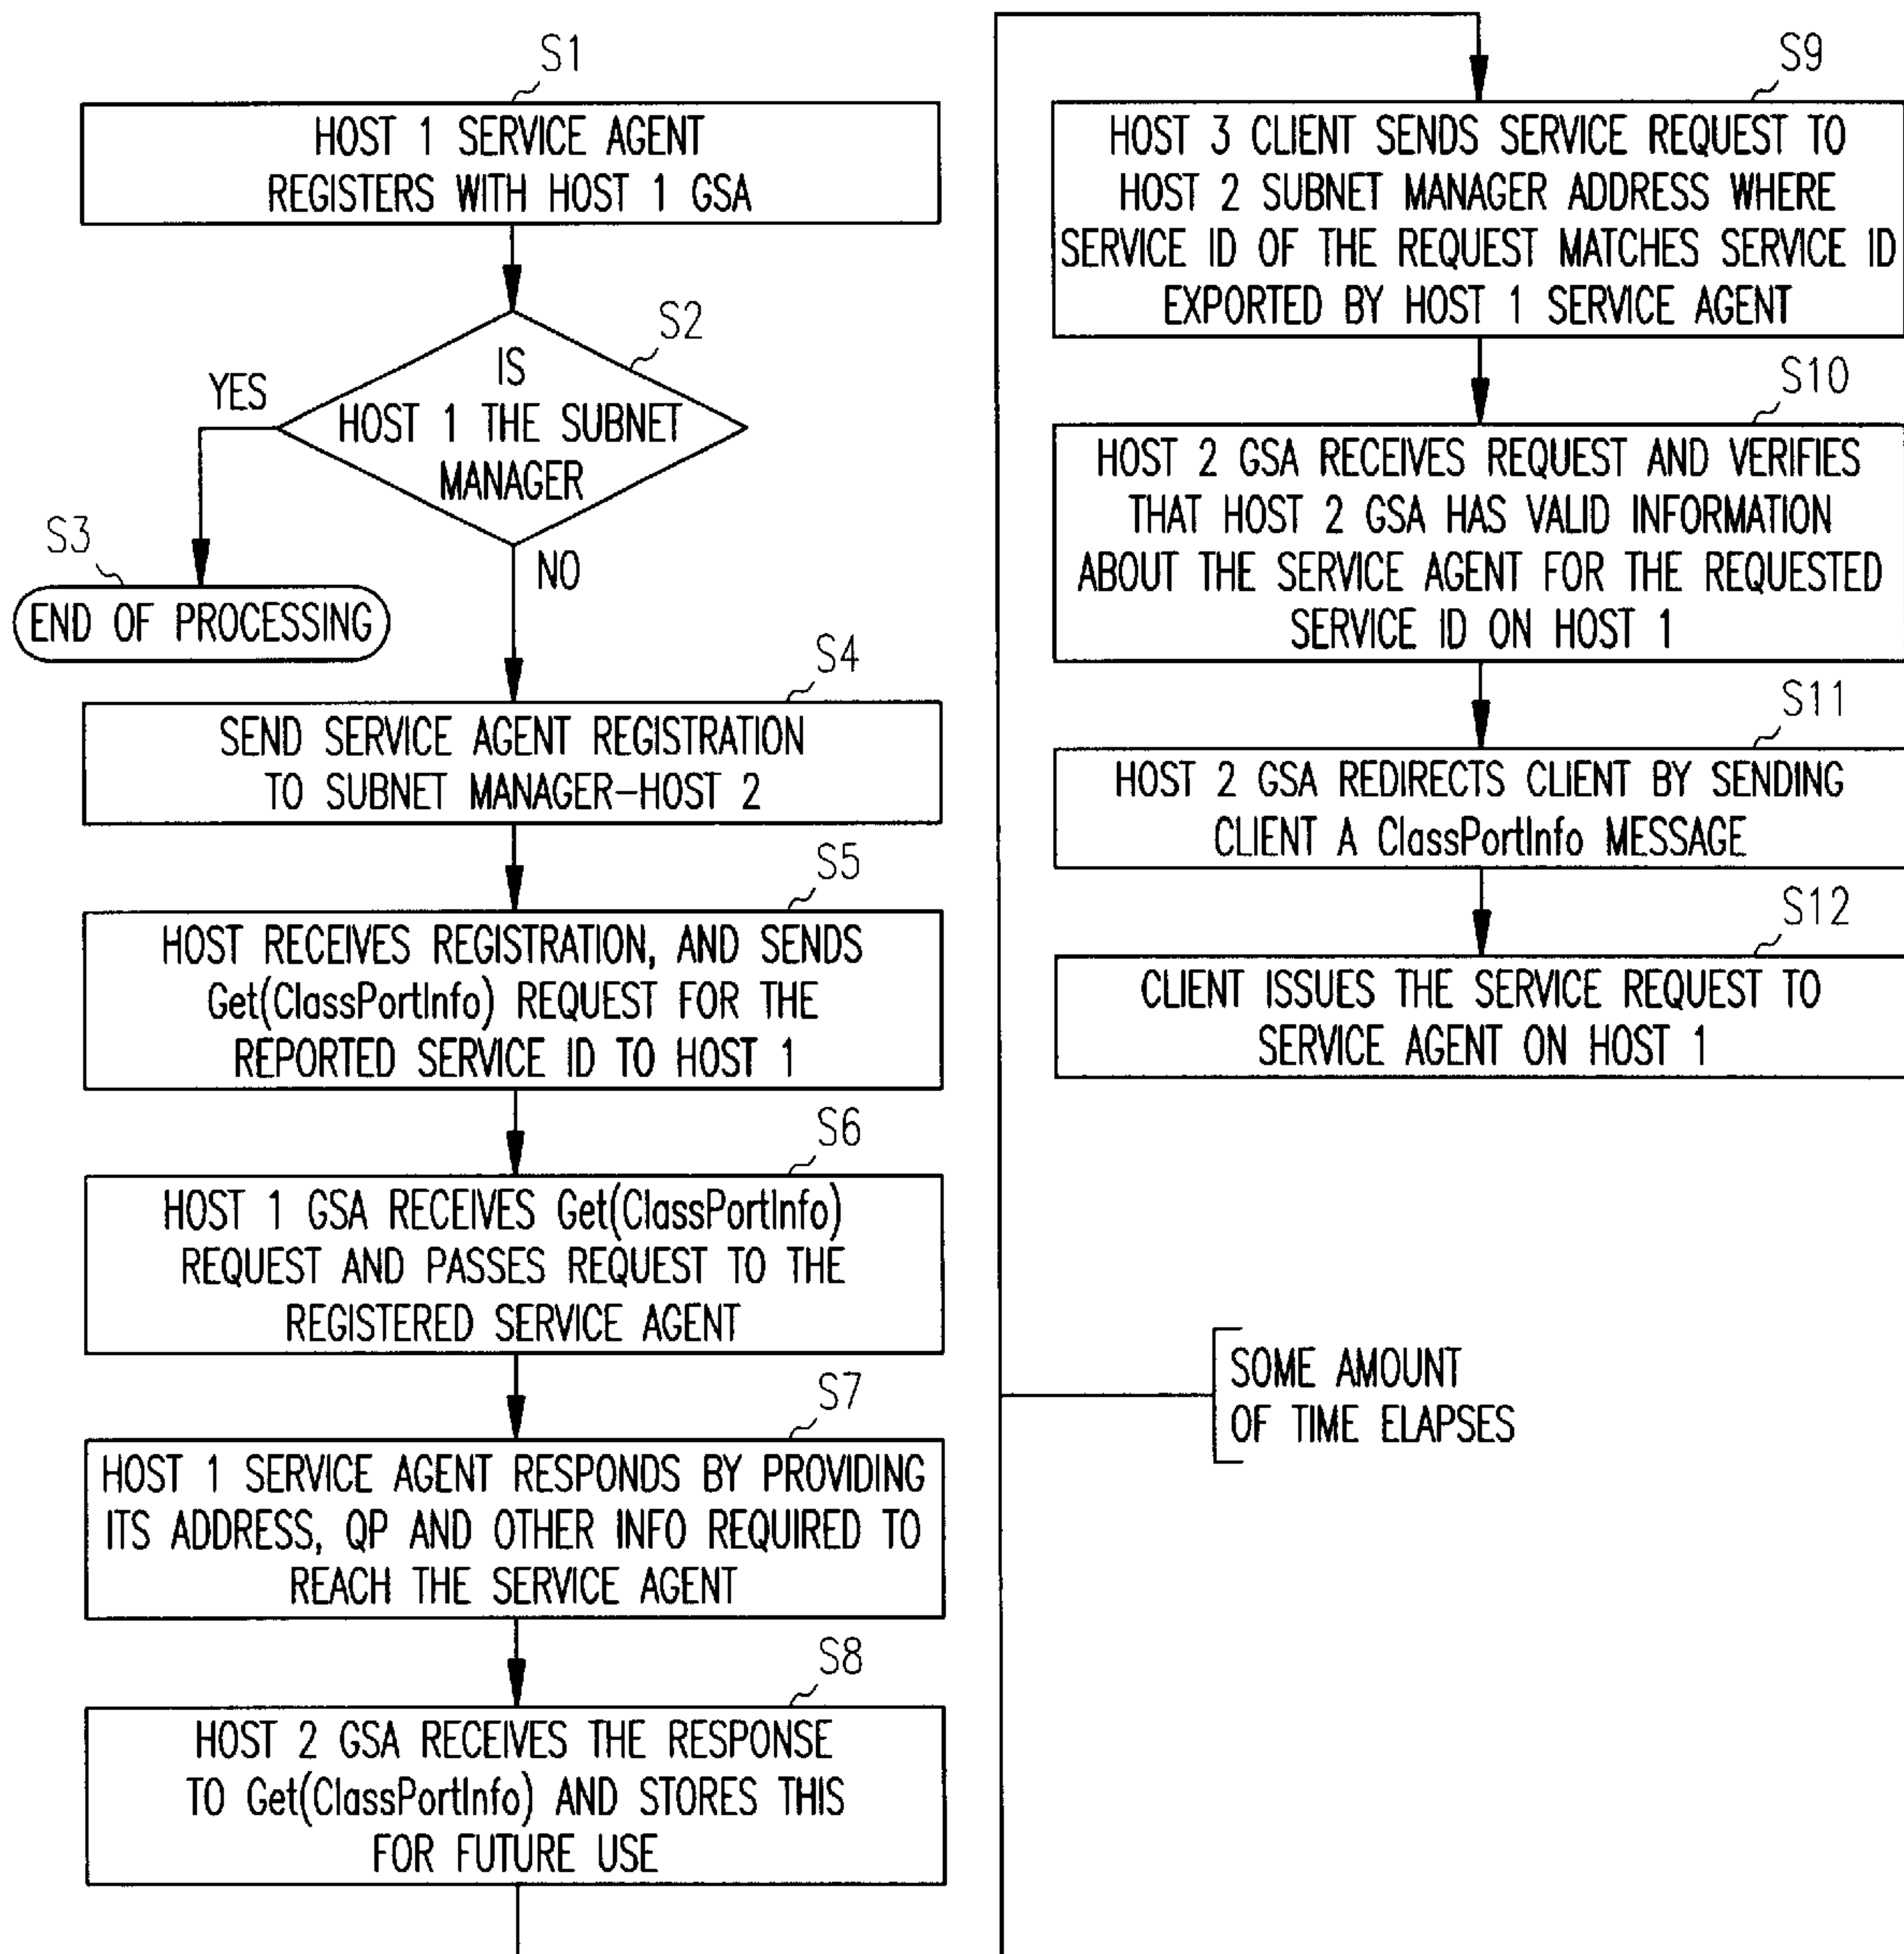 S1
HOST 1 SERVICE AGENT
REGISTERS WITH HOST 1 GSA
S2
IS
HOST 1 THE SUBNET
MANAGER
YES
NO
S3
END OF PROCESSING
S4
SEND SERVICE AGENT REGISTRATION
TO SUBNET MANAGER-HOST 2
S5
HOST RECEIVES REGISTRATION, AND SENDS
Get(ClassPortInfo) REQUEST FOR THE
REPORTED SERVICE ID TO HOST 1
S6
HOST 1 GSA RECEIVES Get(ClassPortInfo)
REQUEST AND PASSES REQUEST TO THE
REGISTERED SERVICE AGENT
S7
HOST 1 SERVICE AGENT RESPONDS BY PROVIDING
ITS ADDRESS, QP AND OTHER INFO REQUIRED TO
REACH THE SERVICE AGENT
S8
HOST 2 GSA RECEIVES THE RESPONSE
TO Get(ClassPortInfo) AND STORES THIS
FOR FUTURE USE
SOME AMOUNT
OF TIME ELAPSES
S9
HOST 3 CLIENT SENDS SERVICE REQUEST TO
HOST 2 SUBNET MANAGER ADDRESS WHERE
SERVICE ID OF THE REQUEST MATCHES SERVICE ID
EXPORTED BY HOST 1 SERVICE AGENT
S10
HOST 2 GSA RECEIVES REQUEST AND VERIFIES
THAT HOST 2 GSA HAS VALID INFORMATION
ABOUT THE SERVICE AGENT FOR THE REQUESTED
SERVICE ID ON HOST 1
S11
HOST 2 GSA REDIRECTS CLIENT BY SENDING
CLIENT A ClassPortInfo MESSAGE
S12
CLIENT ISSUES THE SERVICE REQUEST TO
SERVICE AGENT ON HOST 1